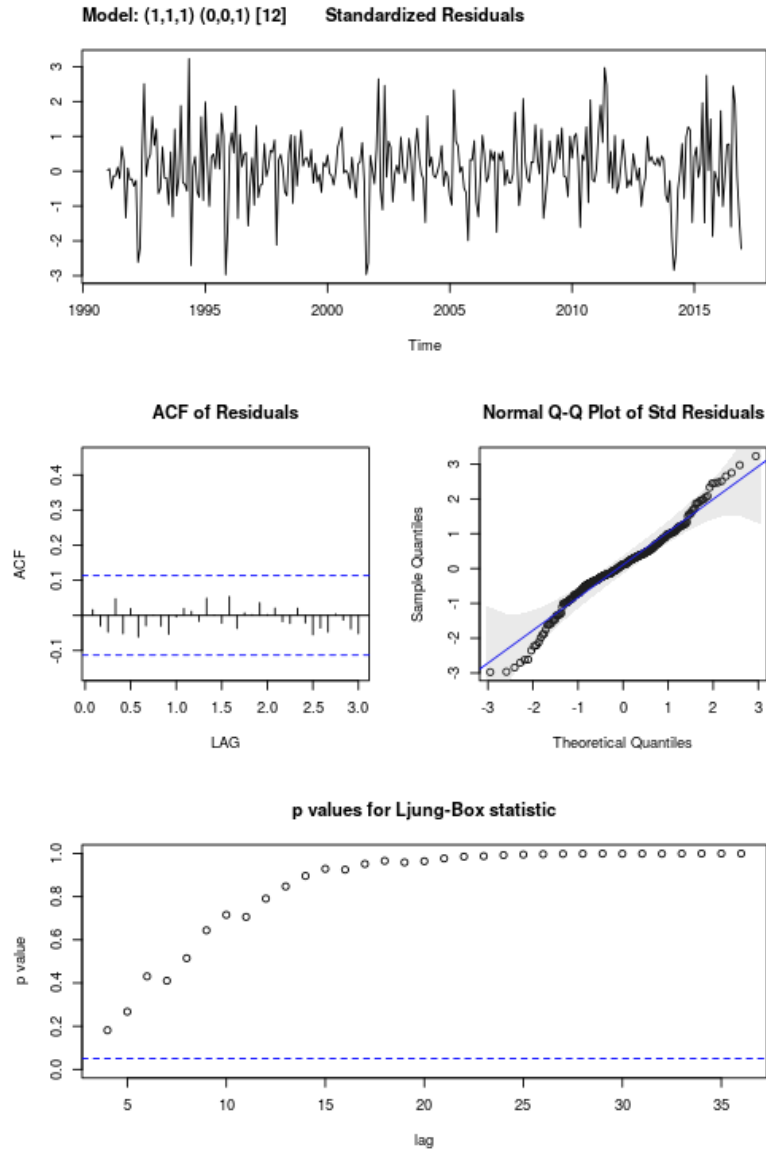 Model: (1,1,1) (0,0,1) [12] Standardized Residuals
3
2
1
0
-1
-2
-3
1990 1995 2000 2005 2010 2015
Time
ACF of Residuals
ACF
0.4
0.3
0.2
0.1
-0.1
0.0 0.5 1.0 1.5 2.0 2.5 3.0
LAG
Normal Q-Q Plot of Std Residuals
Sample Quantiles
3
2
1
0
-1
-2
-3
-3 -2 -1 0 1 2 3
Theoretical Quantiles
p values for Ljung-Box statistic
p value
1.0
0.8
0.6
0.4
0.2
0.0
5 10 15 20 25 30 35
lag